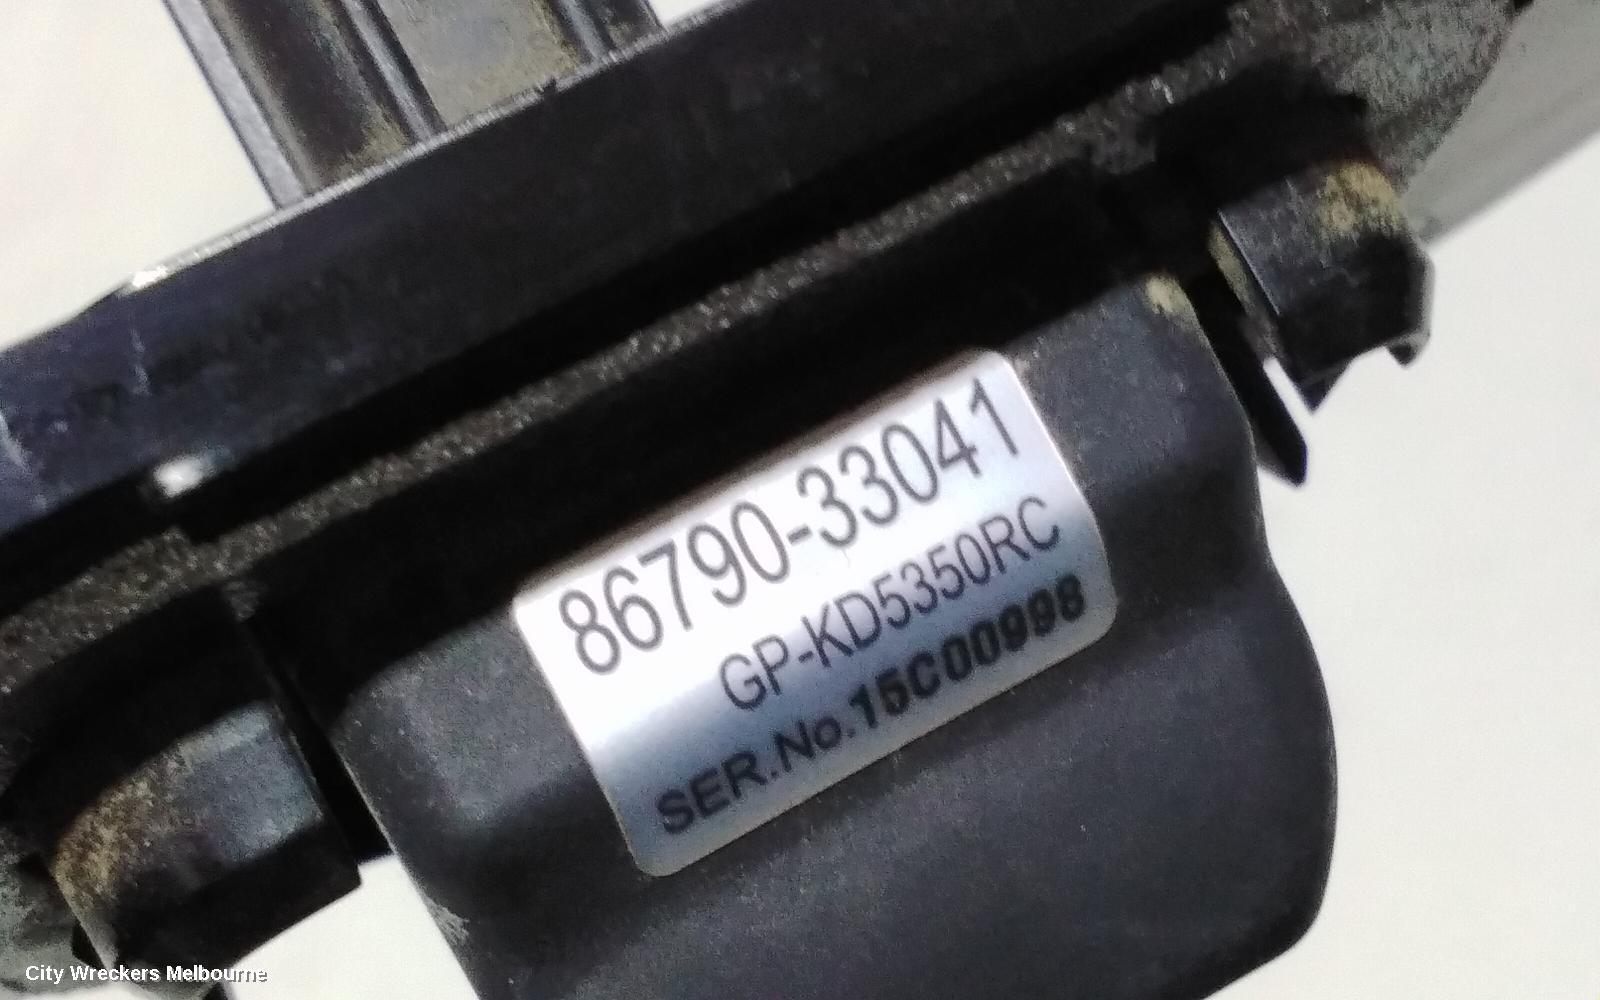 86790-33041
GP-KD5350RC
SER.No.15C00998
City Wreckers Melbourne